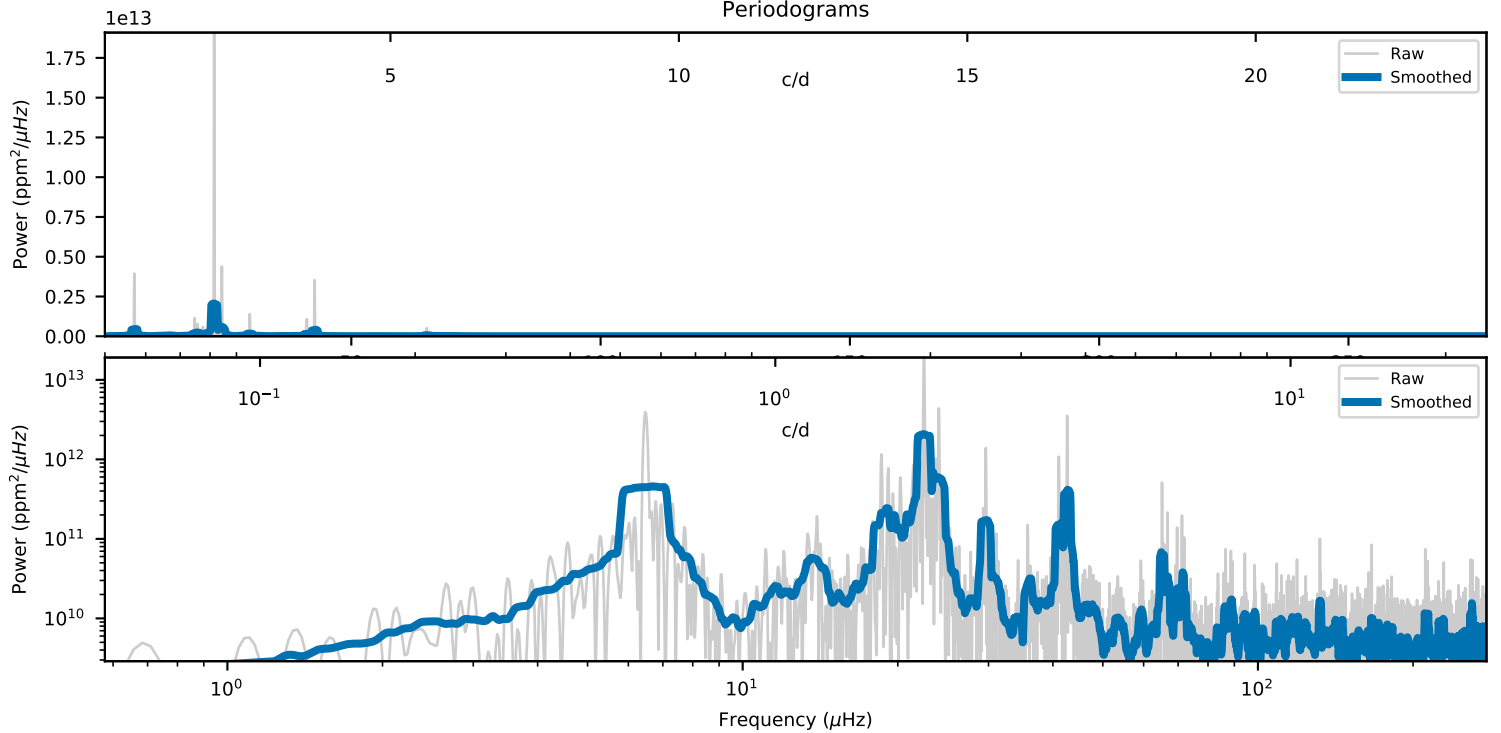 Periodograms
1e13
Power (ppm²/μHz)
1.75
1.50
1.25
1.00
0.75
0.50
0.25
0.00
5
10
15
20
c/d
Raw
Smoothed
Power (ppm²/μHz)
10¹³
10¹²
10¹¹
10¹⁰
10⁻¹
10⁰
10¹
c/d
Raw
Smoothed
10⁰
10¹
10²
Frequency (μHz)